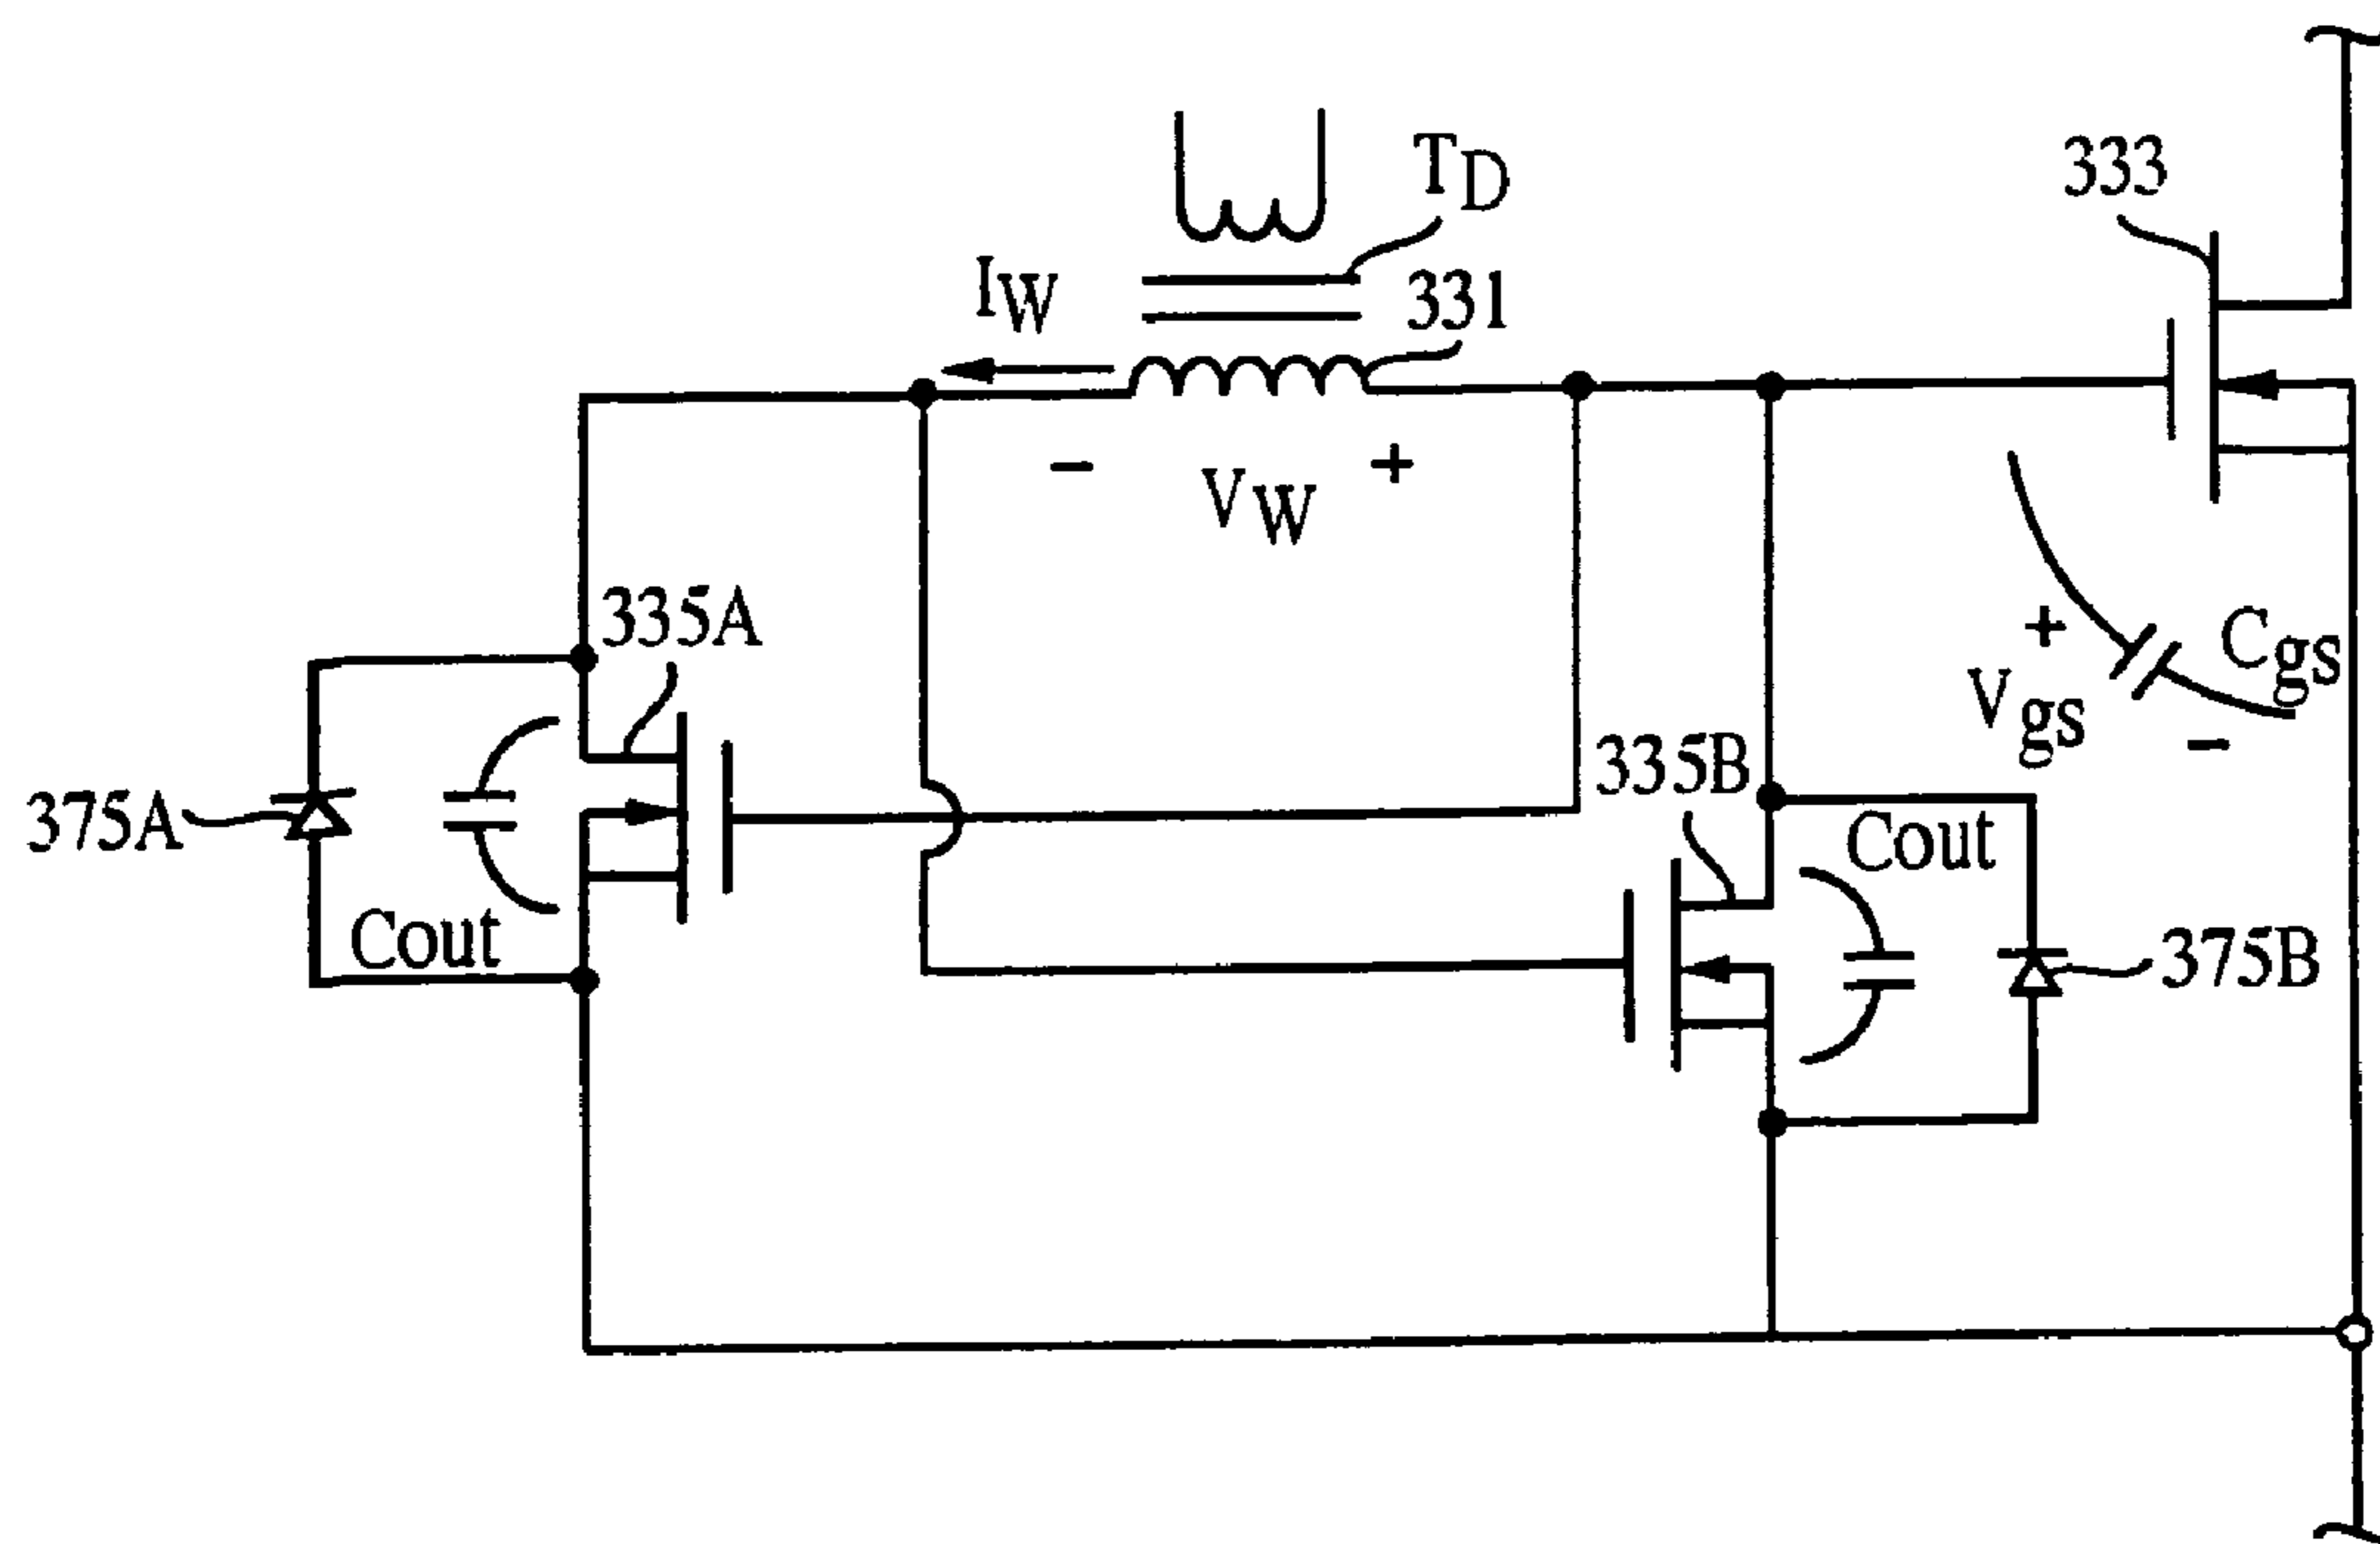 TD
333
IW
331
- VW +
335A
+
Cgs
Vgs
-
335B
375A
Cout
Cout
375B